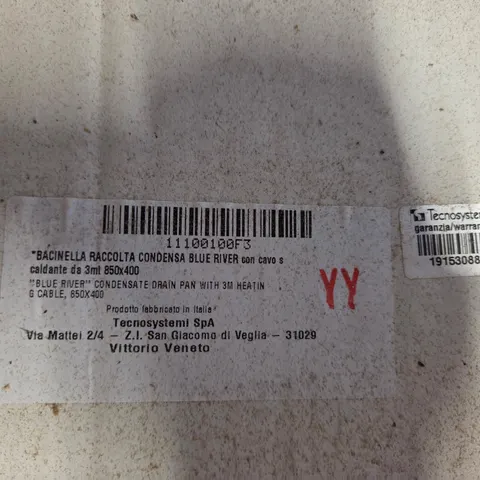 11100100F3
"BACINELLA RACCOLTA CONDENSA BLUE RIVER con cavo s
caldante da 3mt 850x400
"BLUE RIVER" CONDENSATE DRAIN PAN WITH 3M HEATIN
G CABLE, 850X400
YY
Prodotto fabbricato in Italia
Tecnosystemi SpA
Via Mattei 2/4 – Z.I. San Giacomo di Veglia – 31029
Vittorio Veneto
Tecnosystem
garanzia/warran
19153088